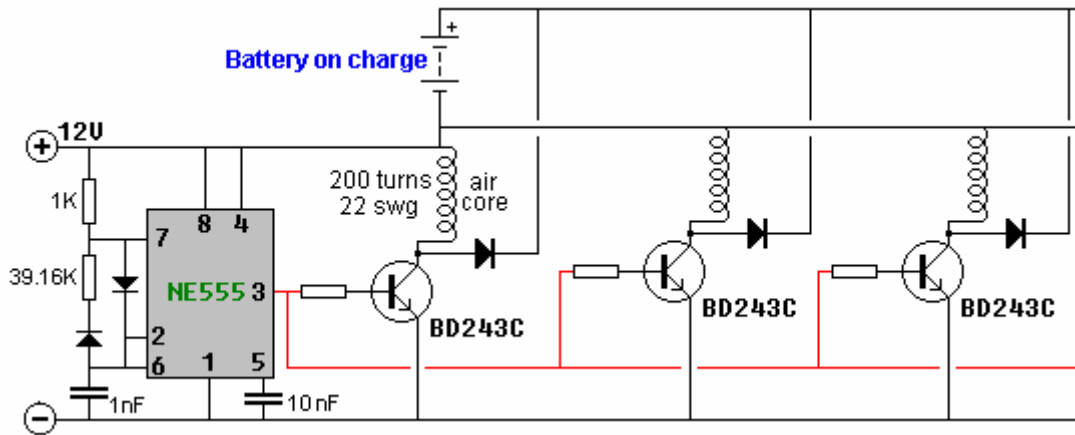 +
Battery on charge
+ 12V
1K
200 turns
22 swg
air
core
8 4
7
39.16K
NE555 3
2
6 1 5
BD243C
BD243C
BD243C
1nF
10nF
−